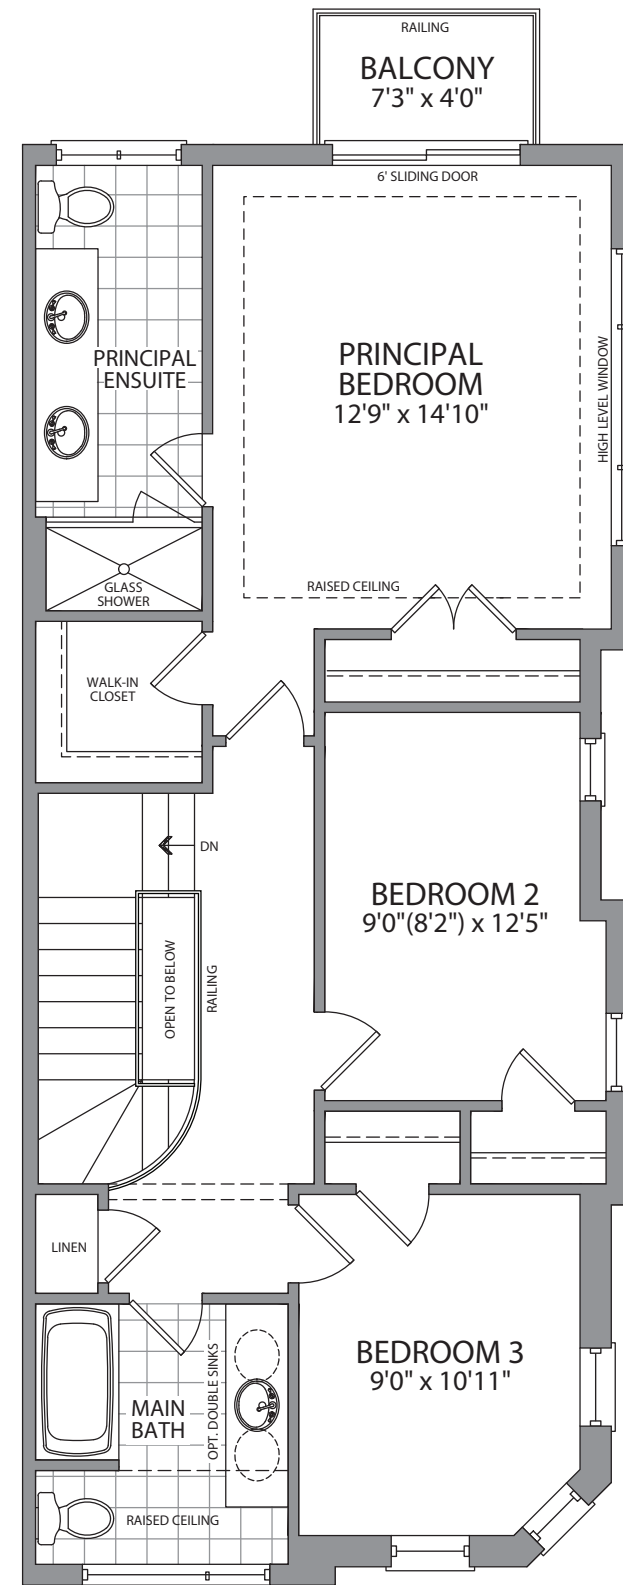 RAILING
BALCONY
7'3" x 4'0"
6' SLIDING DOOR
PRINCIPAL
ENSUITE
PRINCIPAL
BEDROOM
12'9" x 14'10"
HIGH LEVEL WINDOW
GLASS
SHOWER
RAISED CEILING
WALK-IN
CLOSET
DN
BEDROOM 2
9'0"(8'2") x 12'5"
OPEN TO BELOW
RAILING
LINEN
BEDROOM 3
9'0" x 10'11"
MAIN
BATH
OPT. DOUBLE SINKS
RAISED CEILING